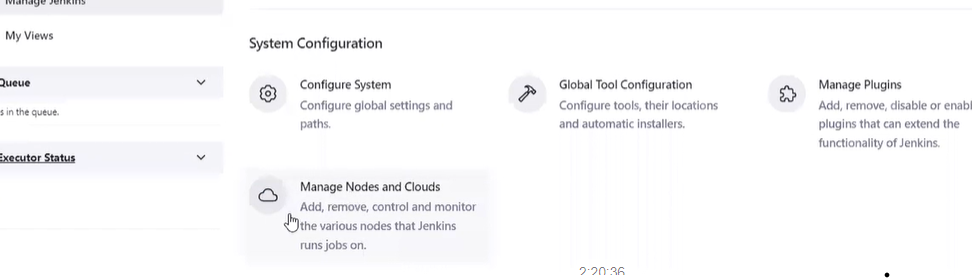 Manage Jenkins
My Views
Queue
s in the queue.
Executor Status
System Configuration
Configure System
Configure global settings and
paths.
Global Tool Configuration
Configure tools, their locations
and automatic installers.
Manage Plugins
Add, remove, disable or enabl
plugins that can extend the
functionality of Jenkins.
Manage Nodes and Clouds
Add, remove, control and monitor
the various nodes that Jenkins
runs jobs on.
2:20:36